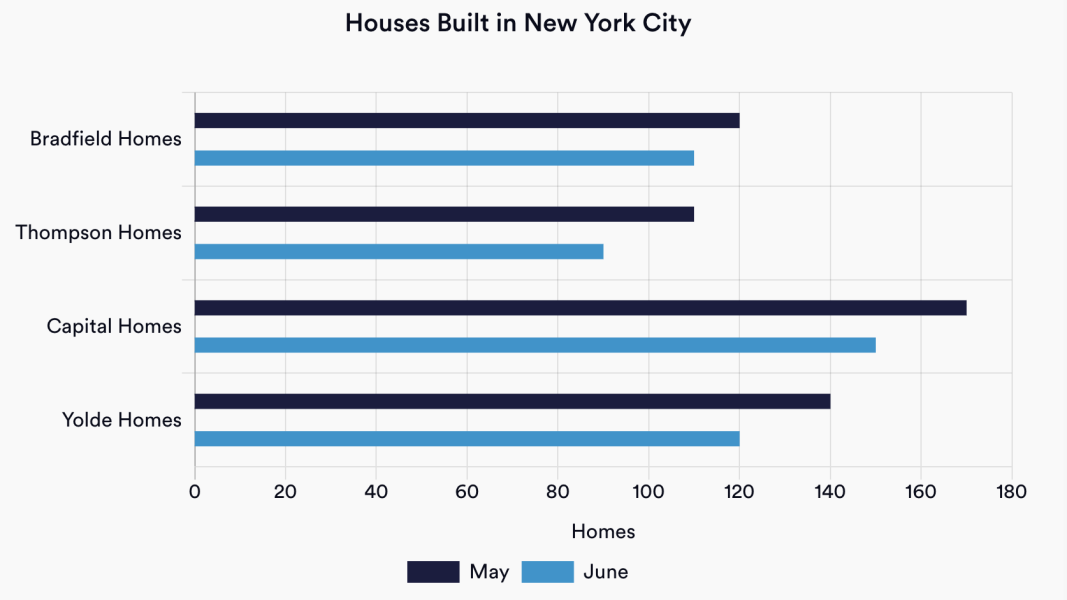 Houses Built in New York City
Bradfield Homes
Thompson Homes
Capital Homes
Yolde Homes
0 20 40 60 80 100 120 140 160 180
Homes
May June